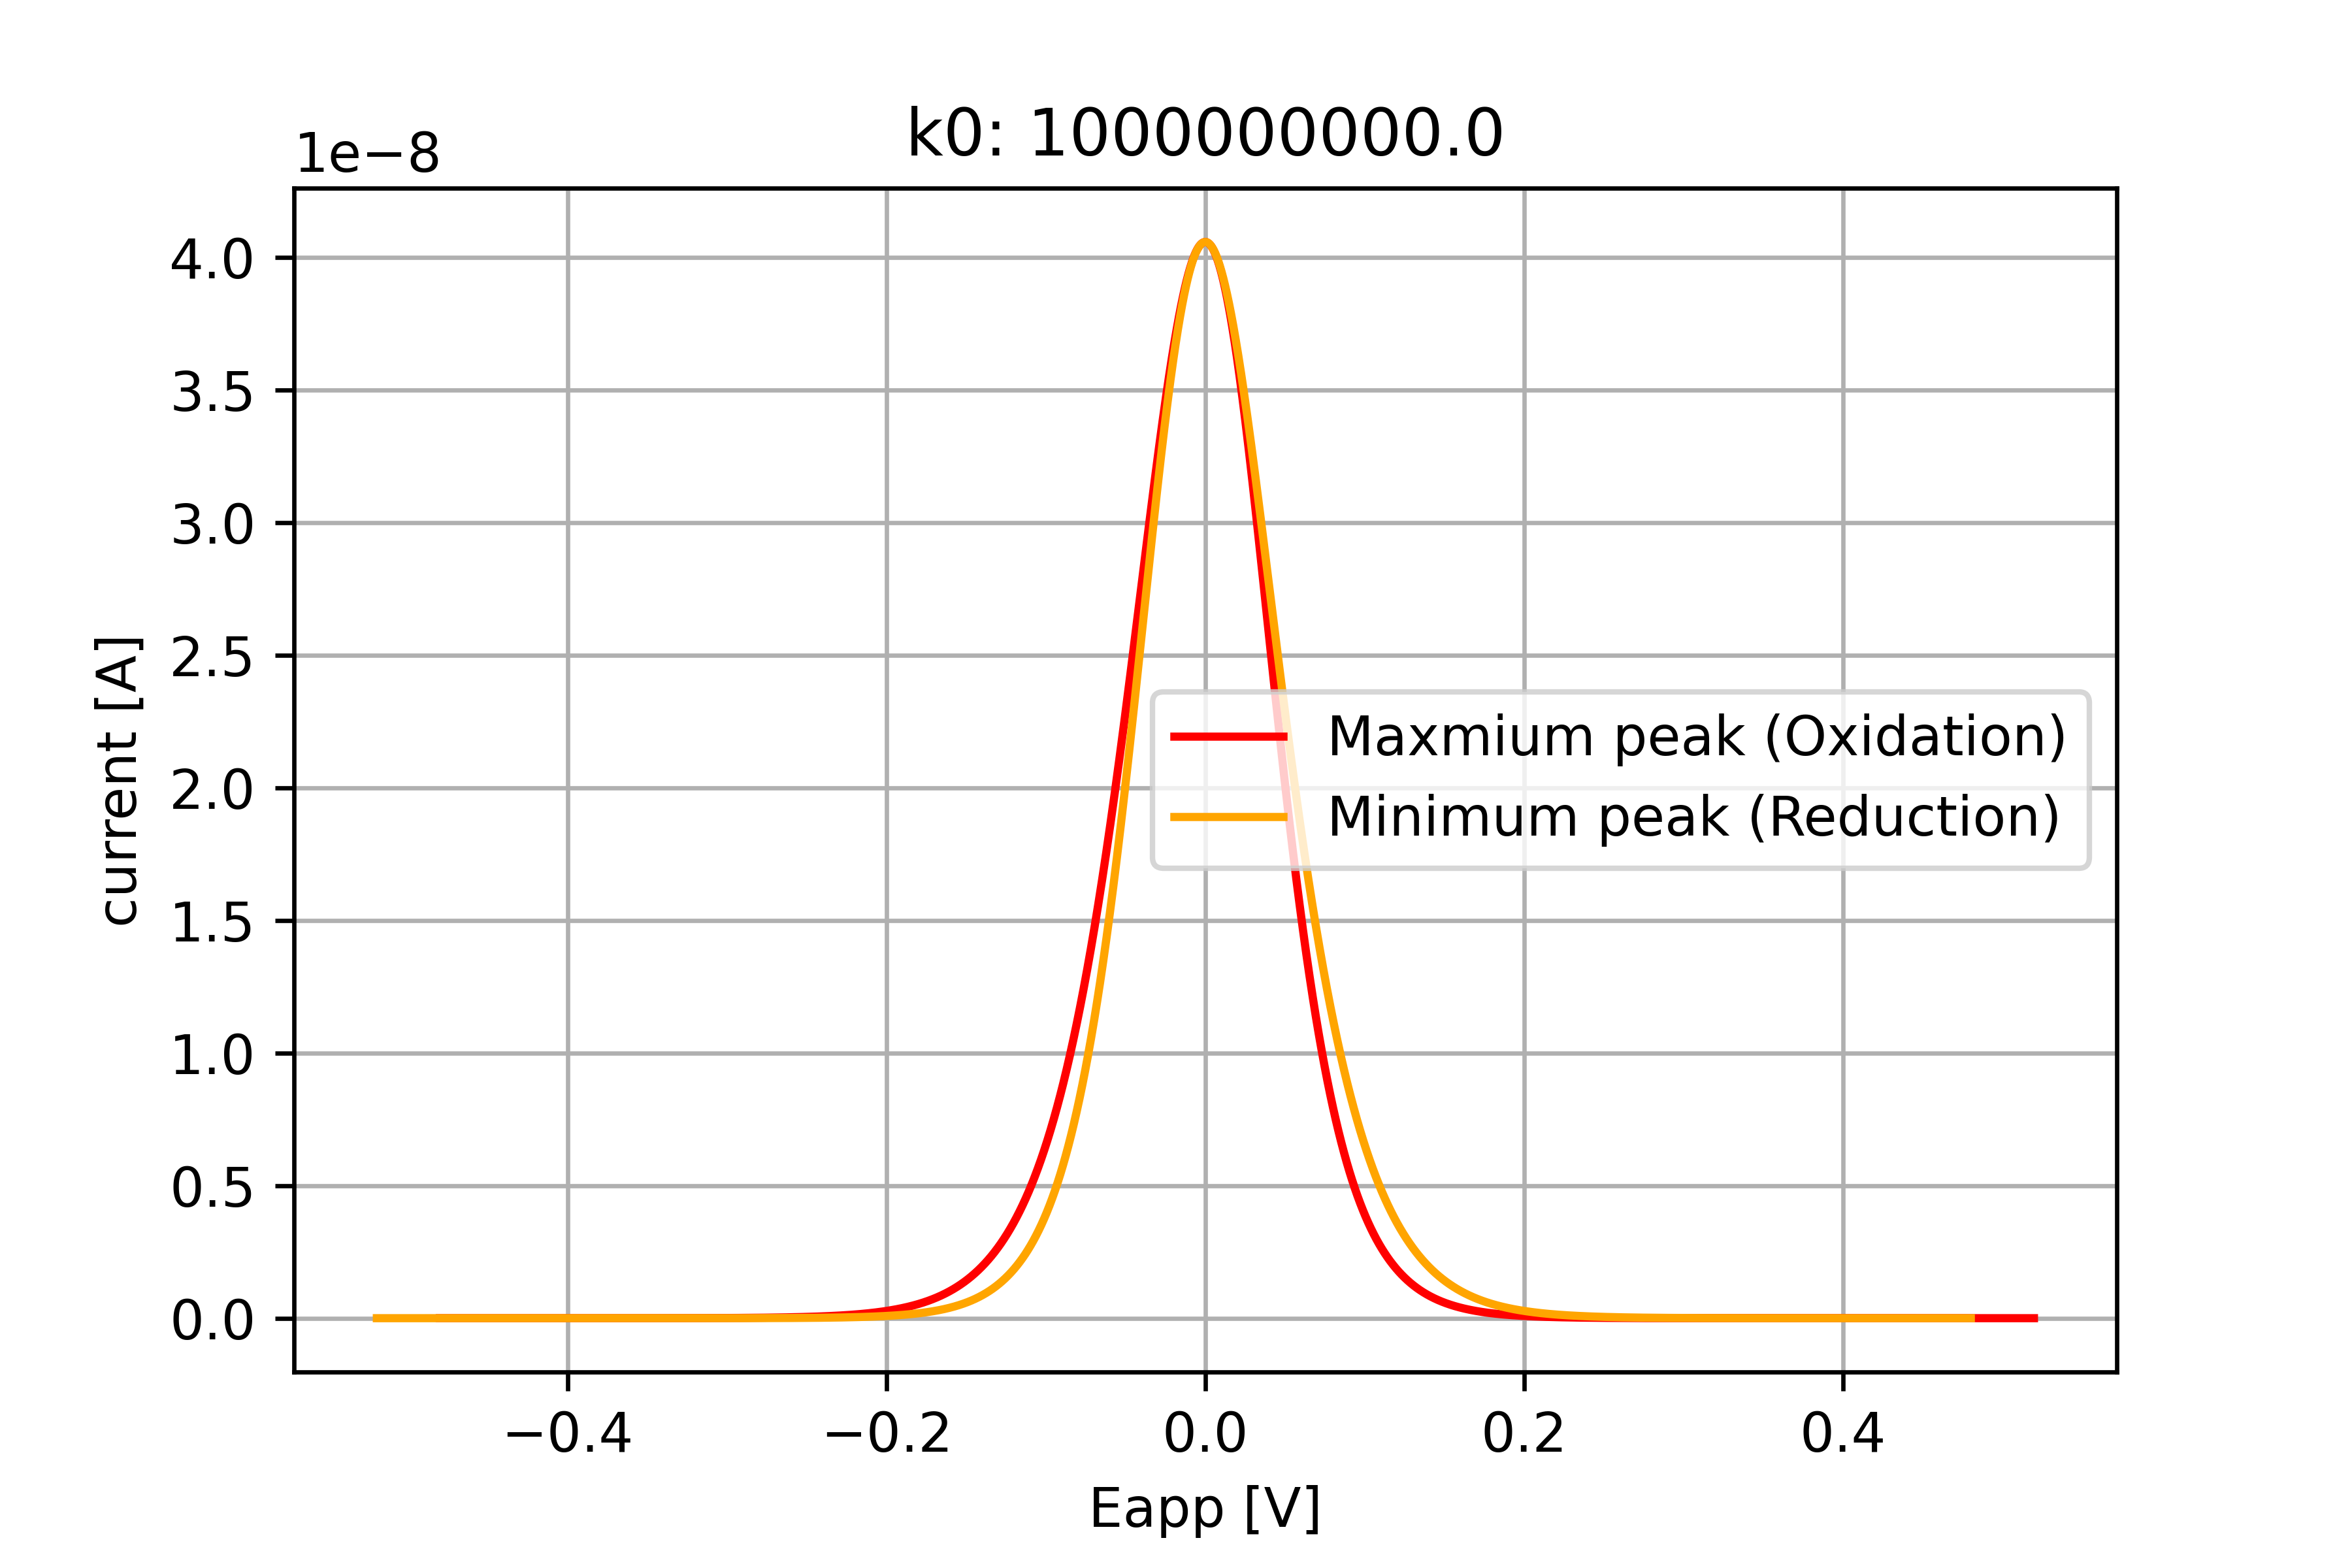 k0: 1000000000.0
1e−8
4.0
3.5
3.0
2.5
2.0
1.5
1.0
0.5
0.0
current [A]
Maxmium peak (Oxidation)
Minimum peak (Reduction)
−0.4 −0.2 0.0 0.2 0.4
Eapp [V]